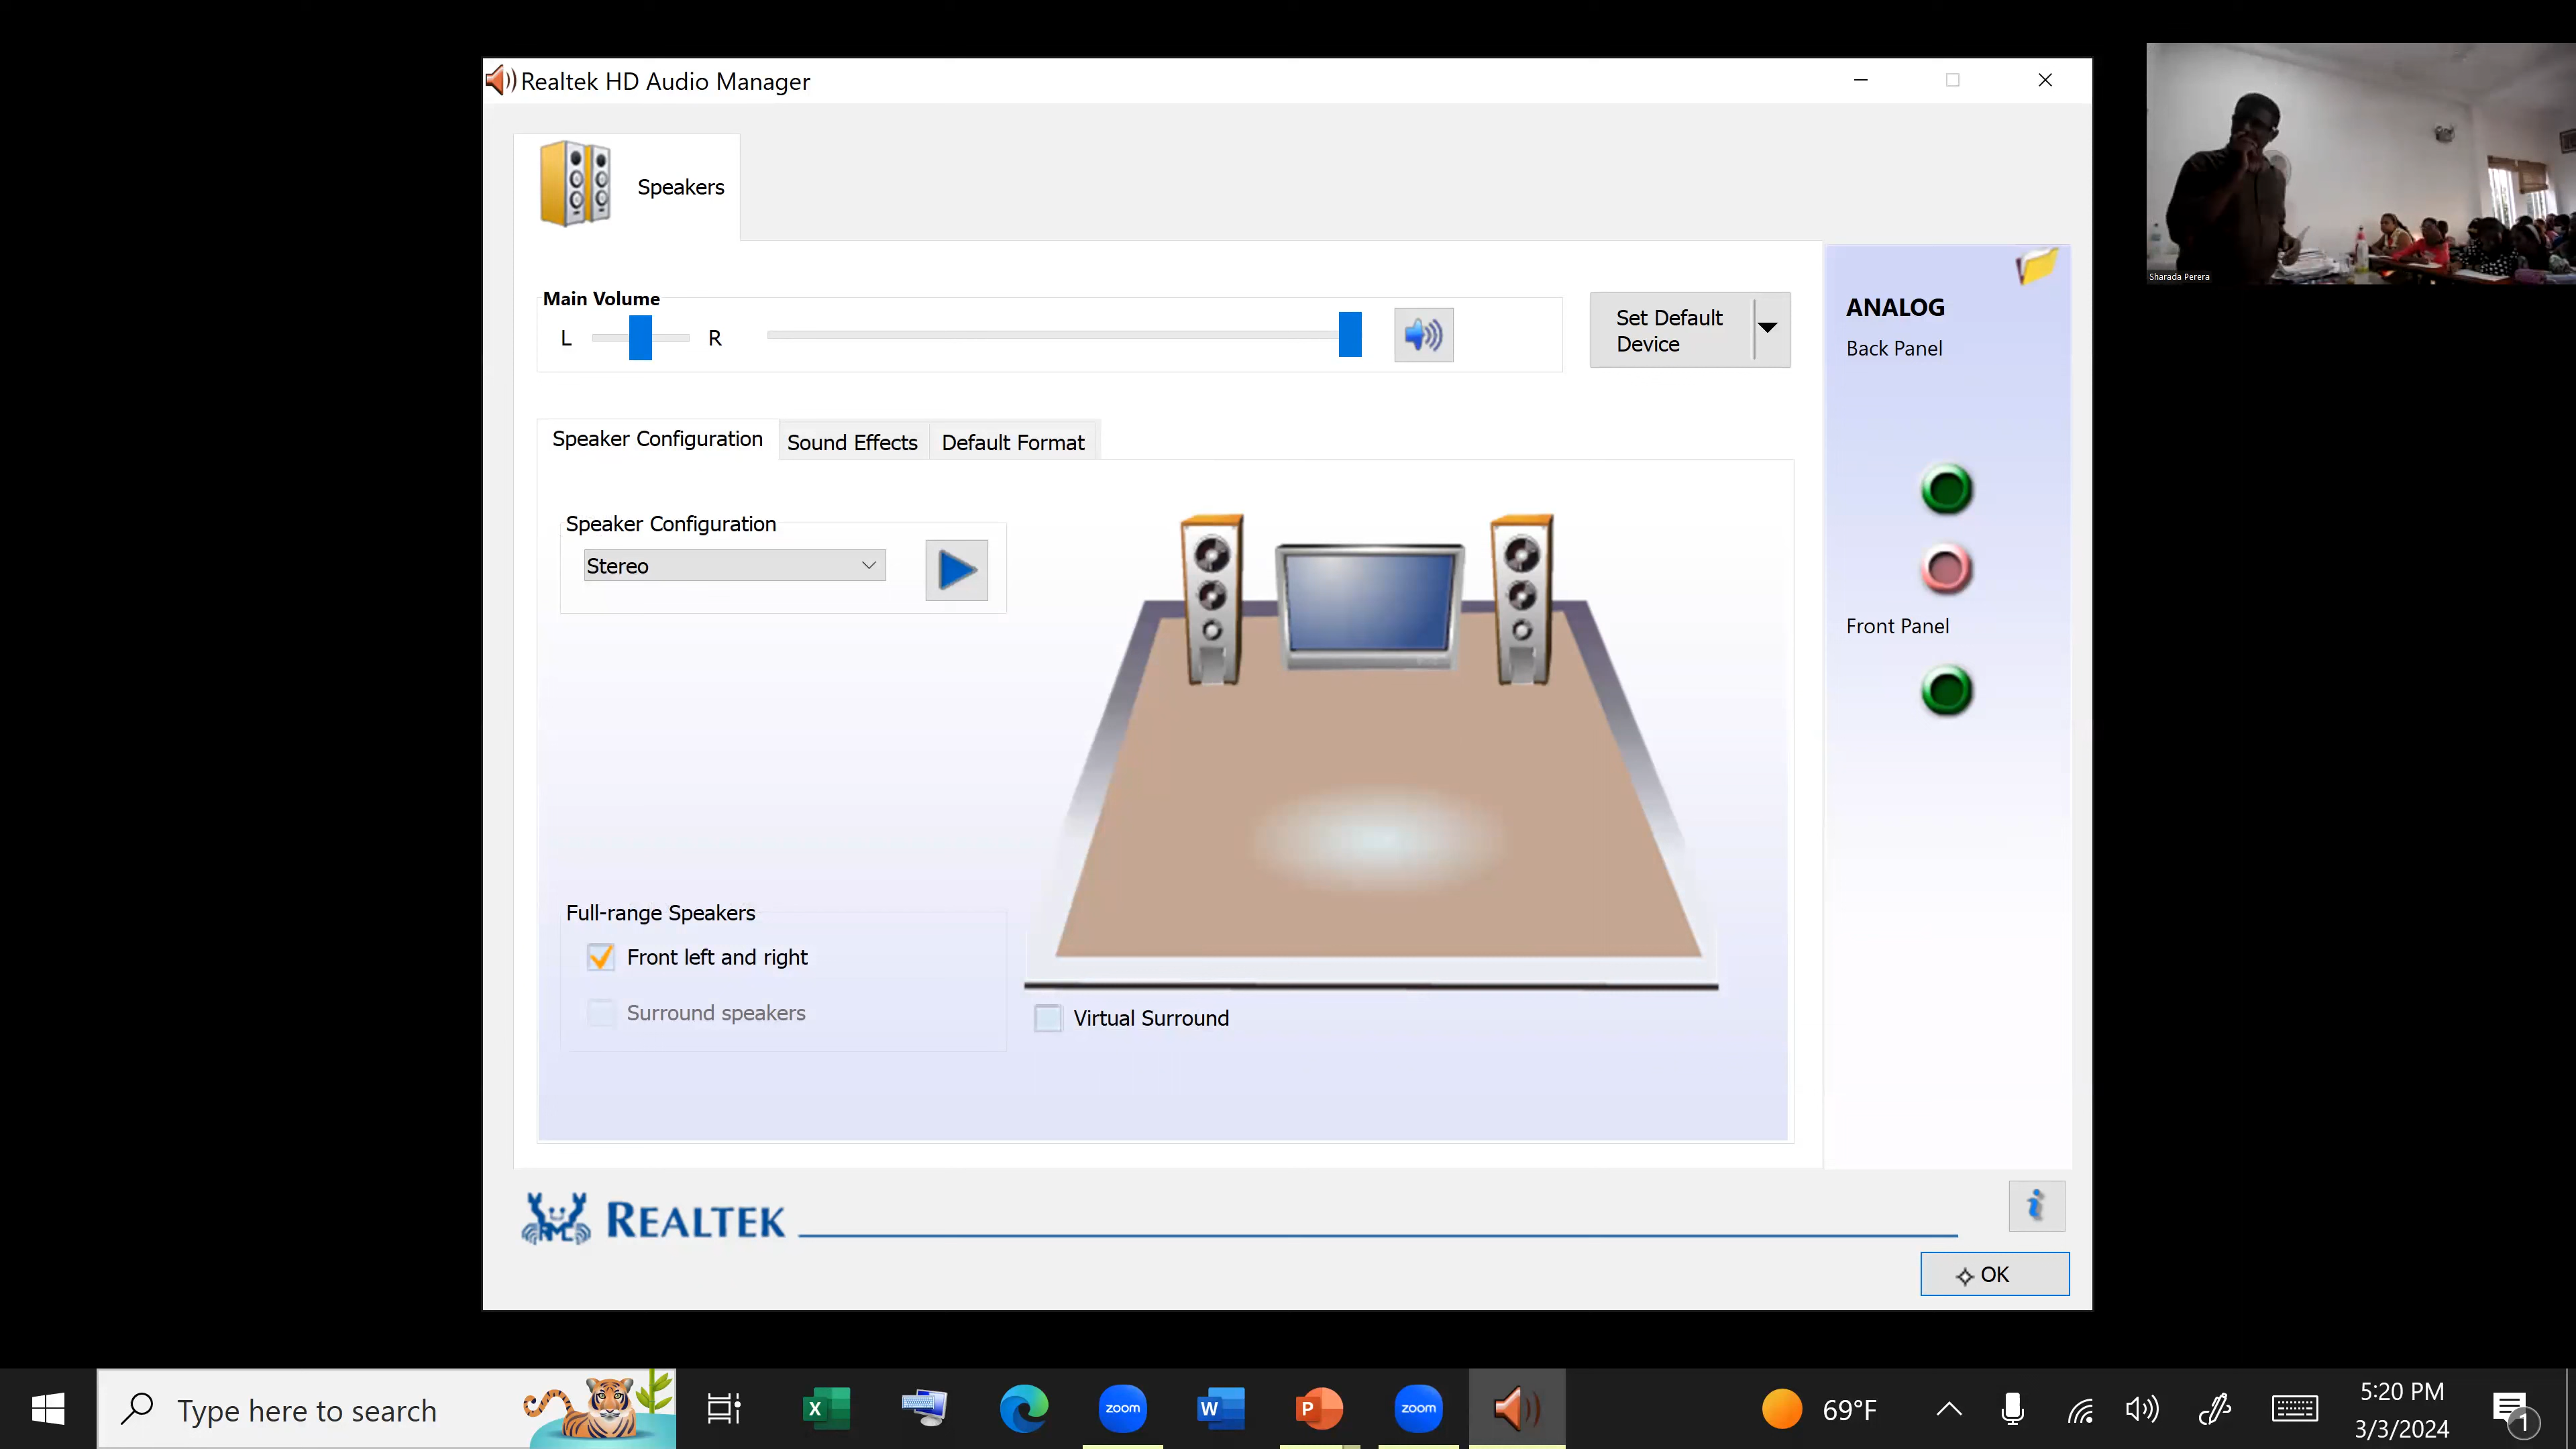 Realtek HD Audio Manager
Speakers
Main Volume
L
R
Set Default
Device
ANALOG
Back Panel
Speaker Configuration
Sound Effects
Default Format
Speaker Configuration
Stereo
Front Panel
Full-range Speakers
Front left and right
Surround speakers
Virtual Surround
REALTEK
OK
Sharada Perera
Type here to search
X
zoom
W
P
zoom
69°F
5:20 PM
3/3/2024
1